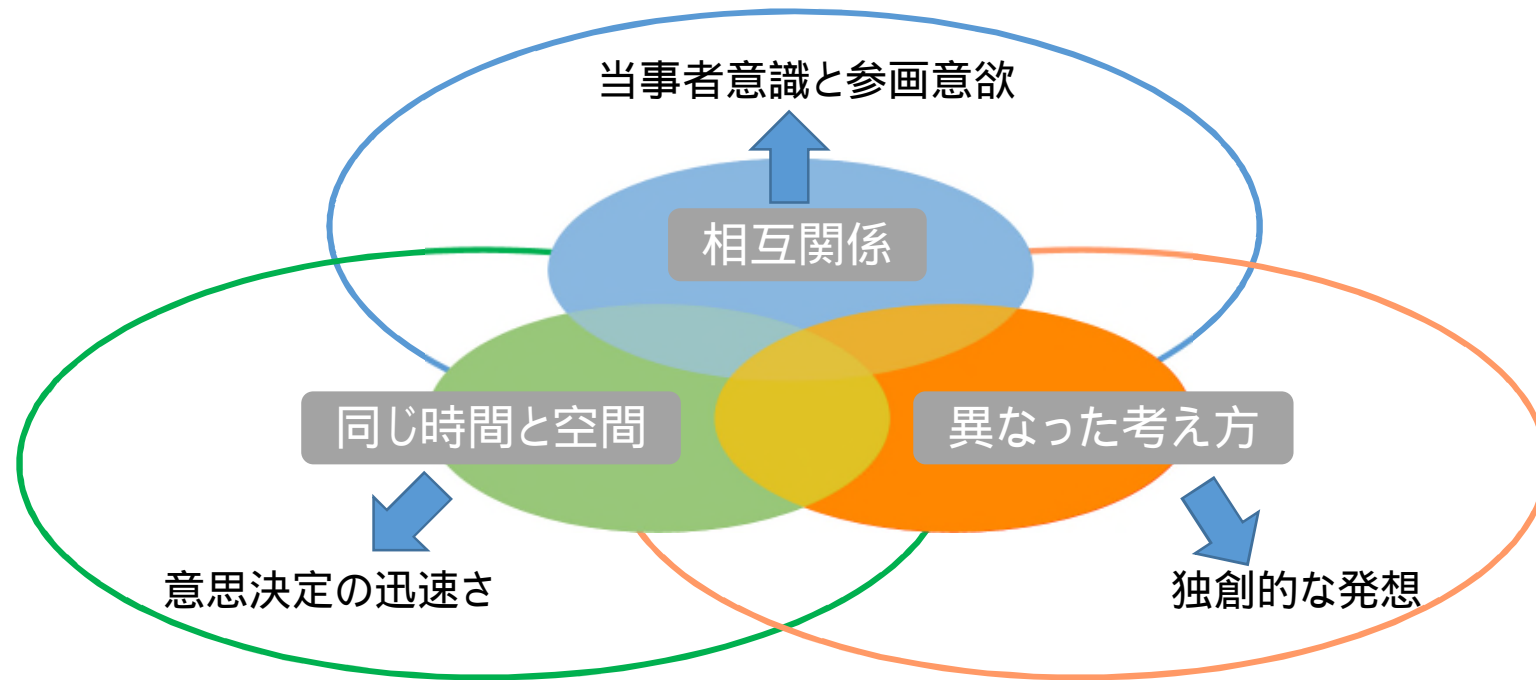 当事者意識と参画意欲
相互関係
同じ時間と空間
異なった考え方
意思決定の迅速さ
独創的な発想